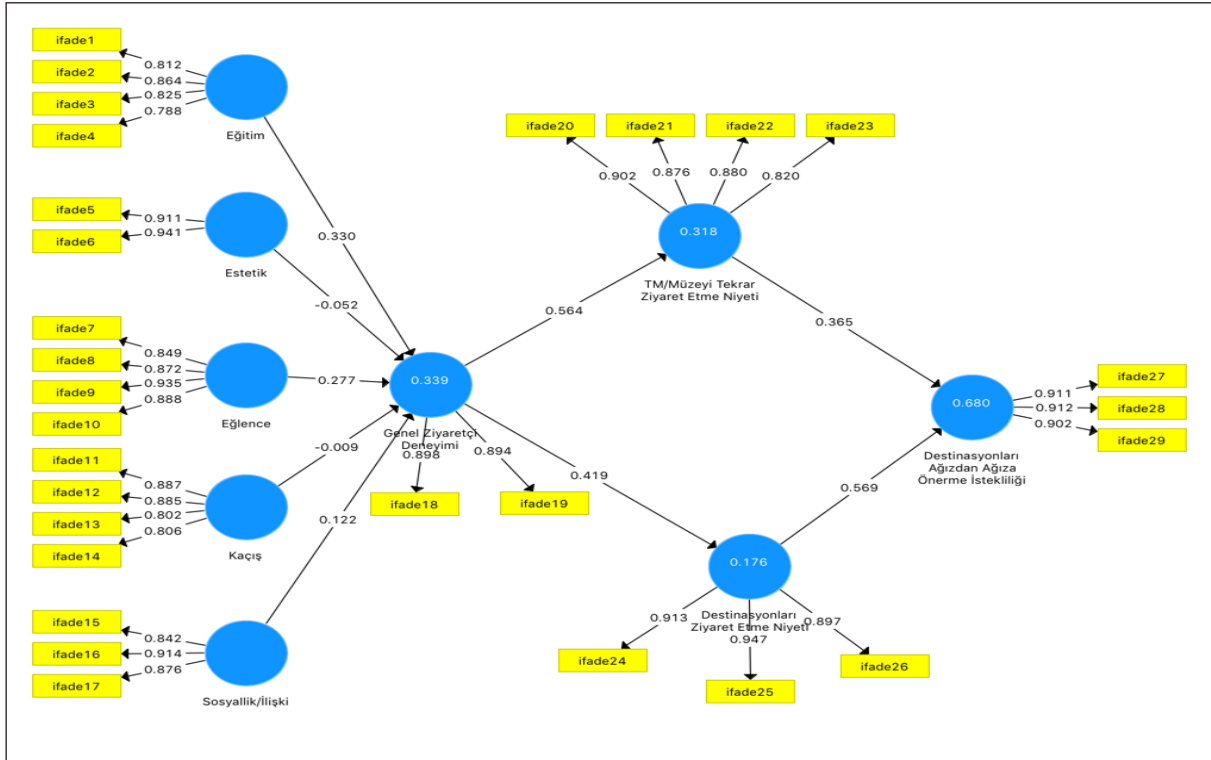 ifade1
ifade2
ifade3
ifade4
0.812
0.864
0.825
0.788
Eğitim
0.330
ifade5
ifade6
0.911
0.941
Estetik
-0.052
ifade7
ifade8
ifade9
ifade10
0.849
0.872
0.935
0.888
Eğlence
0.277
ifade11
ifade12
ifade13
ifade14
0.887
0.885
0.802
0.806
Kaçış
-0.009
ifade15
ifade16
ifade17
0.842
0.914
0.876
Sosyallik/İlişki
0.122
0.339
Genel Ziyaretçi
Deneyimi
0.898
0.894
ifade18
ifade19
0.564
0.419
ifade20
ifade21
ifade22
ifade23
0.902
0.876
0.880
0.820
0.318
TM/Müzeyi Tekrar
Ziyaret Etme Niyeti
0.365
0.176
Destinasyonları
Ziyaret Etme Niyeti
0.913
0.947
0.897
ifade24
ifade25
ifade26
0.569
0.680
Destinasyonları
Ağızdan Ağıza
Önerme İstekliliği
0.911
0.912
0.902
ifade27
ifade28
ifade29